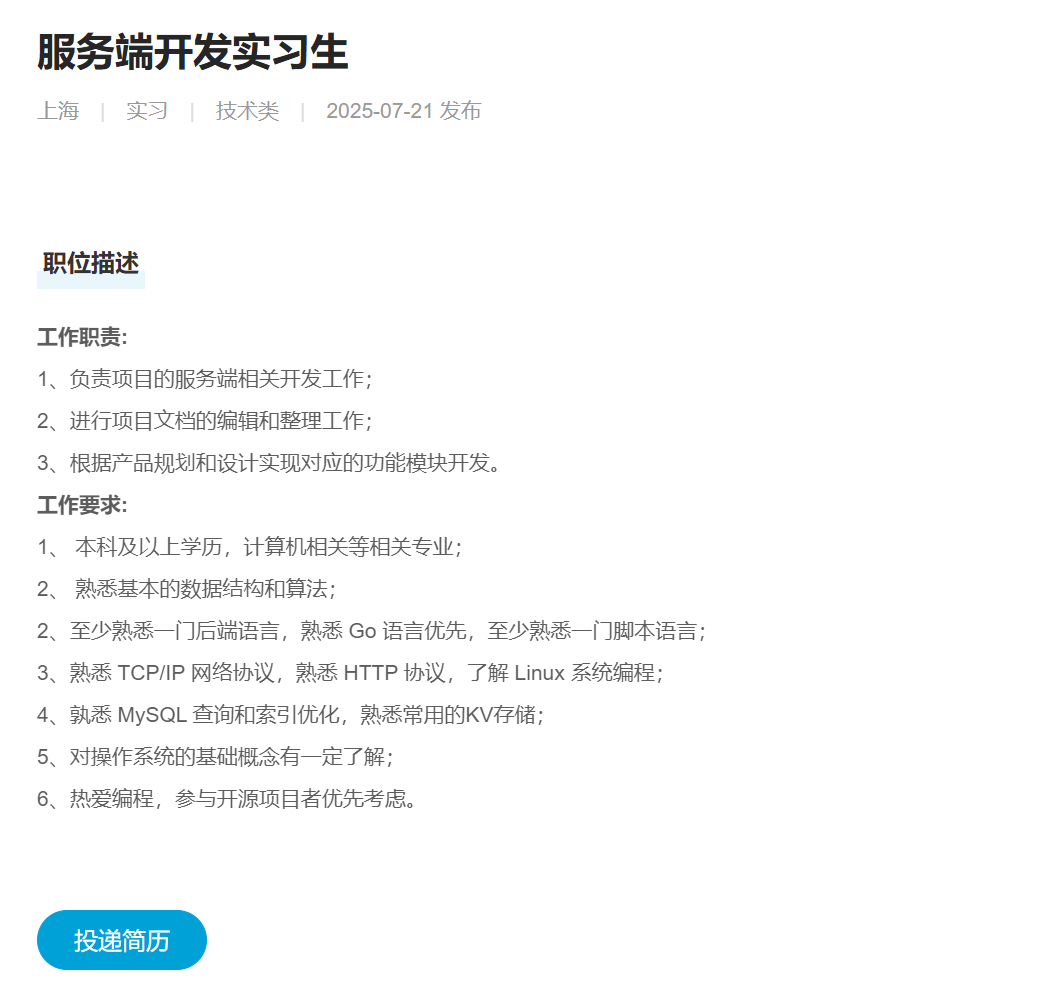 服务端开发实习生
上海 | 实习 | 技术类 | 2025-07-21 发布
职位描述
工作职责:
1、负责项目的服务端相关开发工作；
2、进行项目文档的编辑和整理工作；
3、根据产品规划和设计实现对应的功能模块开发。
工作要求:
1、 本科及以上学历，计算机相关等相关专业；
2、 熟悉基本的数据结构和算法；
2、至少熟悉一门后端语言，熟悉 Go 语言优先，至少熟悉一门脚本语言；
3、熟悉 TCP/IP 网络协议，熟悉 HTTP 协议，了解 Linux 系统编程；
4、孰悉 MySQL 查询和索引优化，熟悉常用的KV存储；
5、对操作系统的基础概念有一定了解；
6、热爱编程，参与开源项目者优先考虑。
投递简历